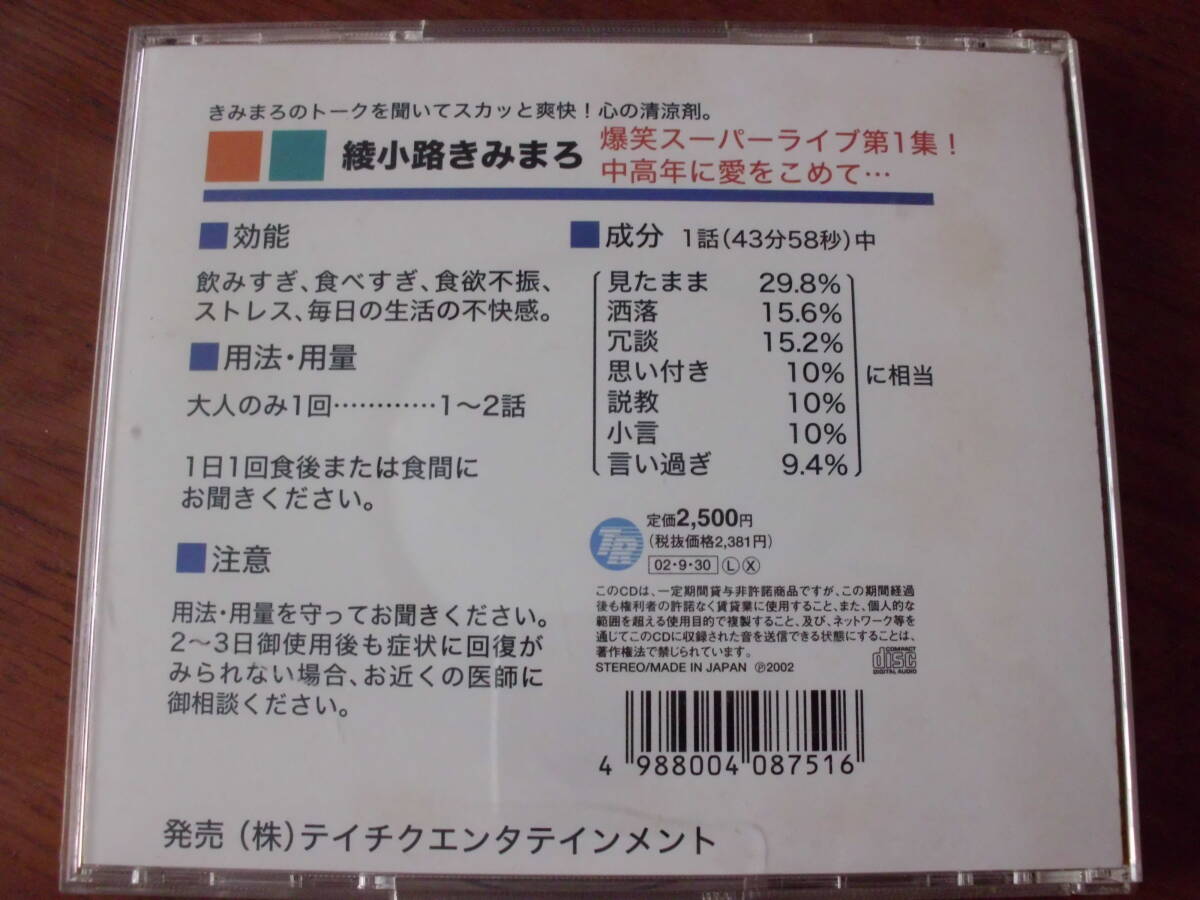 きみまろのトークを聞いてスカッと爽快！心の清涼剤。
綾小路きみまろ
爆笑スーパーライブ第1集！
中高年に愛をこめて…
効能
飲みすぎ、食べすぎ、食欲不振、
ストレス、毎日の生活の不快感。
用法・用量
大人のみ1回…………1～2話
1日1回食後または食間に
お聞きください。
注意
用法・用量を守ってお聞きください。
2～3日御使用後も症状に回復が
みられない場合、お近くの医師に
御相談ください。
成分 1話（43分58秒）中
見たまま 29.8%
洒落 15.6%
冗談 15.2%
思い付き 10% に相当
説教 10%
小言 10%
言い過ぎ 9.4%
TR
定価2,500円
（税抜価格2,381円）
02・9・30 Ⓛ Ⓧ
このCDは、一定期間貸与非許諾商品ですが、この期間経過
後も権利者の許諾なく賃貸業に使用すること、また、個人的な
範囲を超える使用目的で複製すること、及び、ネットワーク等を
通じてこのCDに収録された音を送信できる状態にすることは、
著作権法で禁じられています。
STEREO/MADE IN JAPAN ℗2002
COMPACT
disc
DIGITAL AUDIO
4 988004 087516
発売 （株）テイチクエンタテインメント